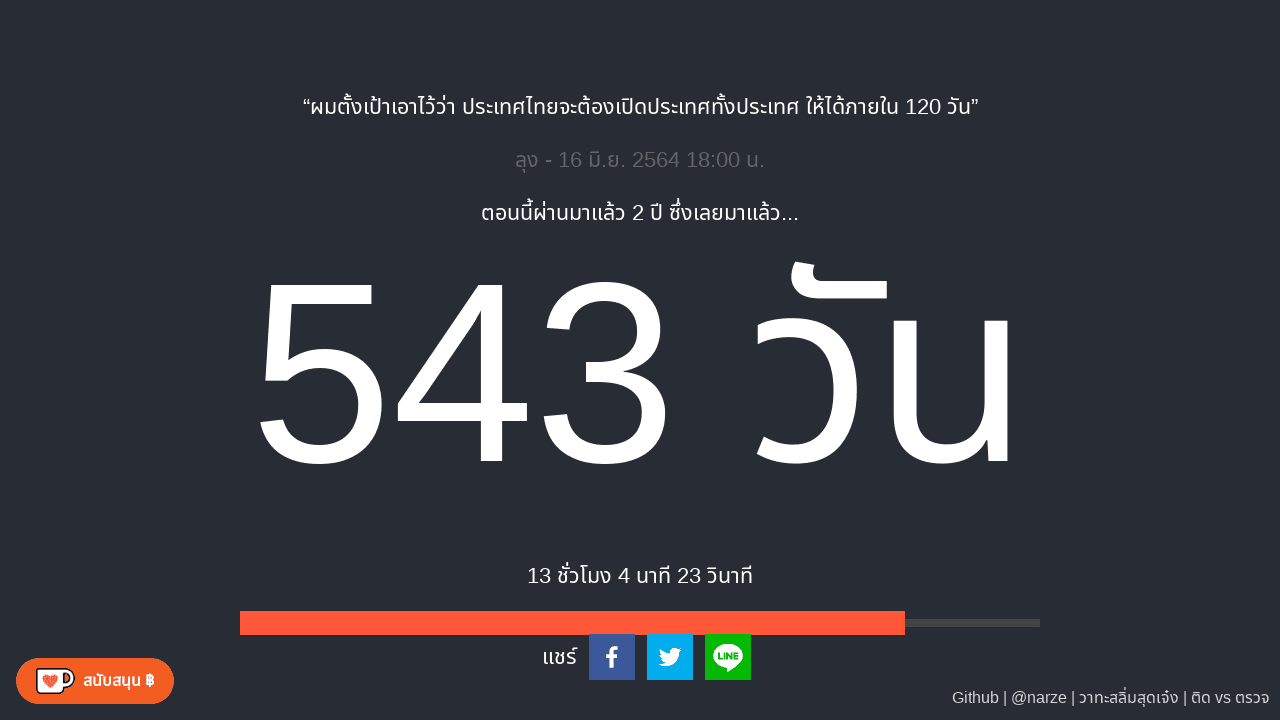 “ผมตั้งเป้าเอาไว้ว่า ประเทศไทยจะต้องเปิดประเทศทั้งประเทศ ให้ได้ภายใน 120 วัน”
ลุง - 16 มิ.ย. 2564 18:00 น.
ตอนนี้ผ่านมาแล้ว 2 ปี ซึ่งเลยมาแล้ว...
543 วัน
13 ชั่วโมง 4 นาที 23 วินาที
แชร์
LINE
สนับสนุน ฿
Github | @narze | วาทะสลิ่มสุดเจ๋ง | ติด vs ตรวจ